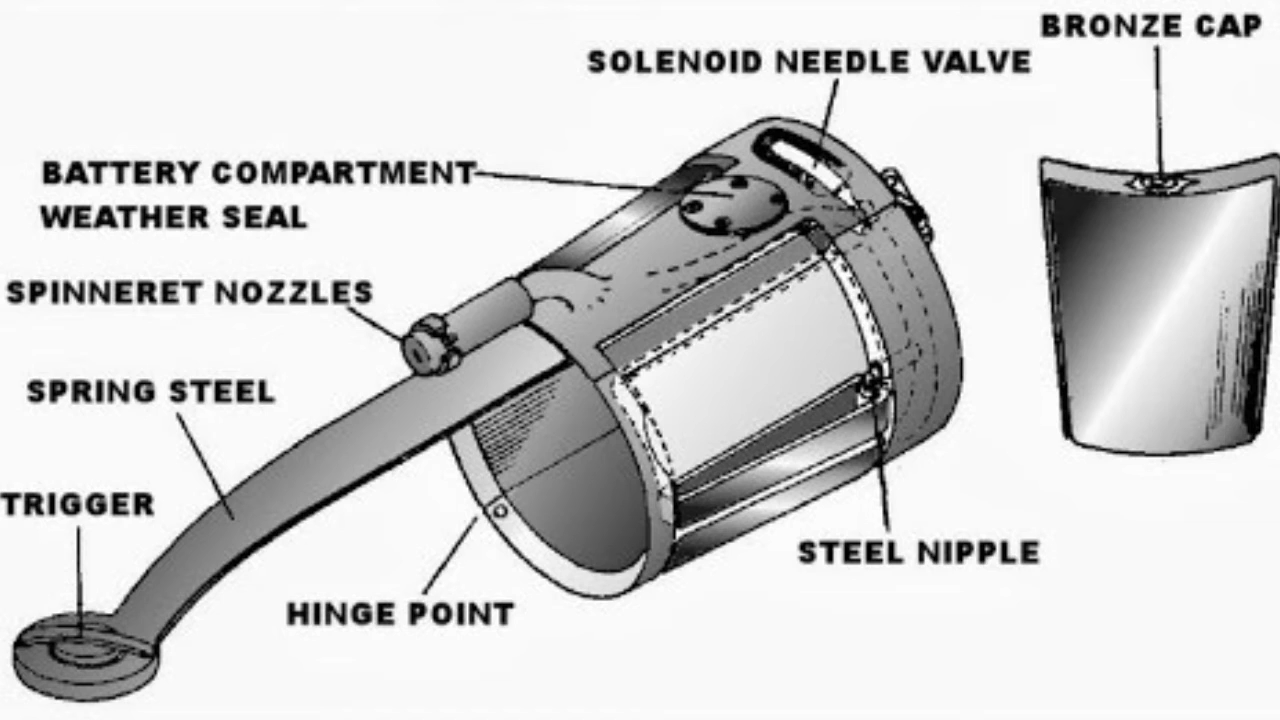 BRONZE CAP
SOLENOID NEEDLE VALVE
BATTERY COMPARTMENT
WEATHER SEAL
SPINNERET NOZZLES
SPRING STEEL
TRIGGER
STEEL NIPPLE
HINGE POINT